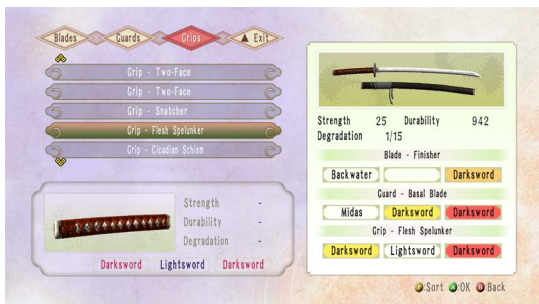 Blades Guards Grips ▲ Exit
Grip - Two-Face
Grip - Two-Face
Grip - Snatcher
Grip - Flesh Spelunker
Grip - Cicadian Schism
Strength -
Durability -
Degradation -
Darksword Lightsword Darksword
Strength 25 Durability 942
Degradation 1/15
Blade - Finisher
Backwater Darksword
Guard - Basal Blade
Midas Darksword Darksword
Grip - Flesh Spelunker
Darksword Lightsword Darksword
Y:Sort A:OK B:Back